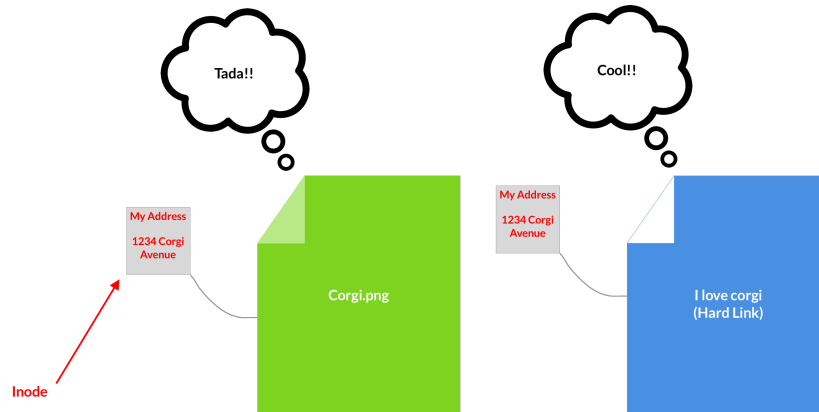 Tada!!
Cool!!
My Address
1234 Corgi
Avenue
My Address
1234 Corgi
Avenue
Corgi.png
I love corgi
(Hard Link)
Inode